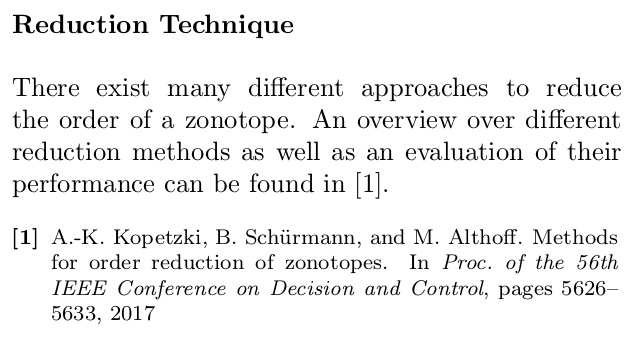 Reduction Technique
There exist many different approaches to reduce
the order of a zonotope. An overview over different
reduction methods as well as an evaluation of their
performance can be found in [1].
[1] A.-K. Kopetzki, B. Schürmann, and M. Althoff. Methods
for order reduction of zonotopes. In Proc. of the 56th
IEEE Conference on Decision and Control, pages 5626–
5633, 2017